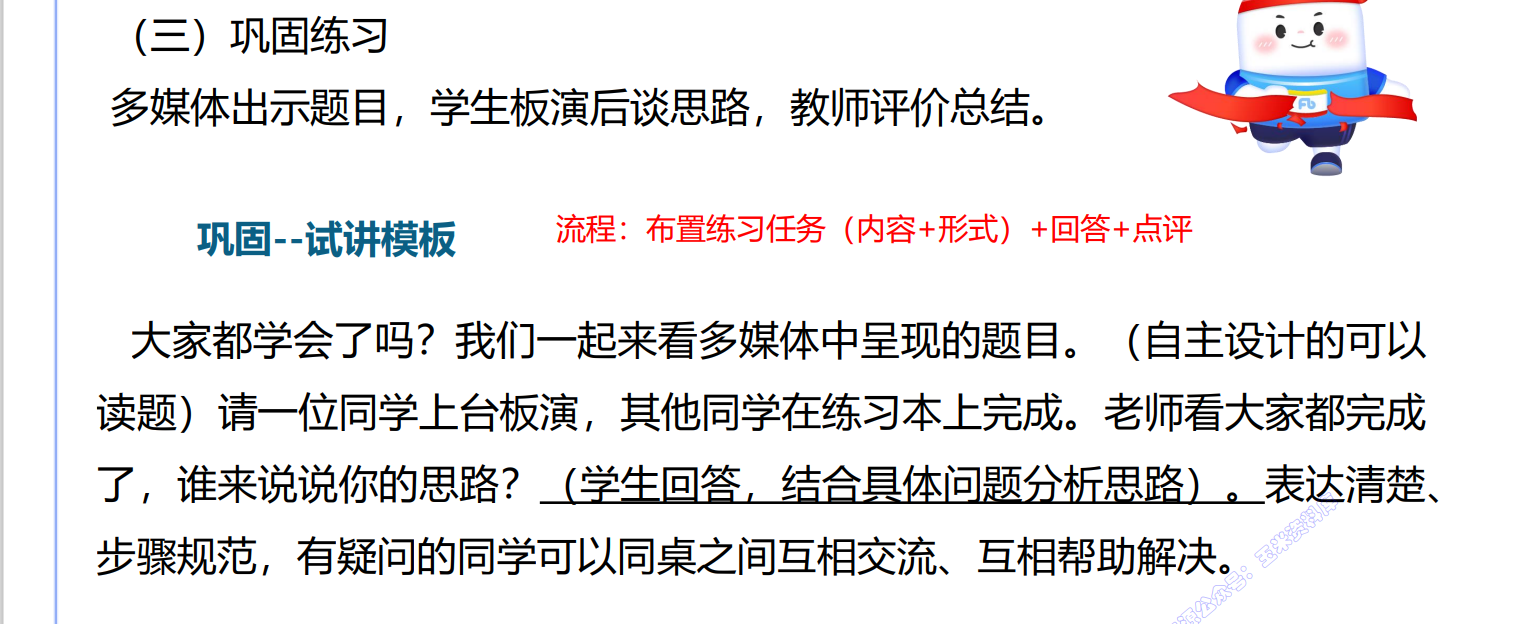 （三）巩固练习
多媒体出示题目，学生板演后谈思路，教师评价总结。
Fb
巩固--试讲模板
流程：布置练习任务（内容+形式）+回答+点评
大家都学会了吗？我们一起来看多媒体中呈现的题目。（自主设计的可以
读题）请一位同学上台板演，其他同学在练习本上完成。老师看大家都完成
了，谁来说说你的思路？（学生回答，结合具体问题分析思路）。表达清楚、
步骤规范，有疑问的同学可以同桌之间互相交流、互相帮助解决。
源公众号：